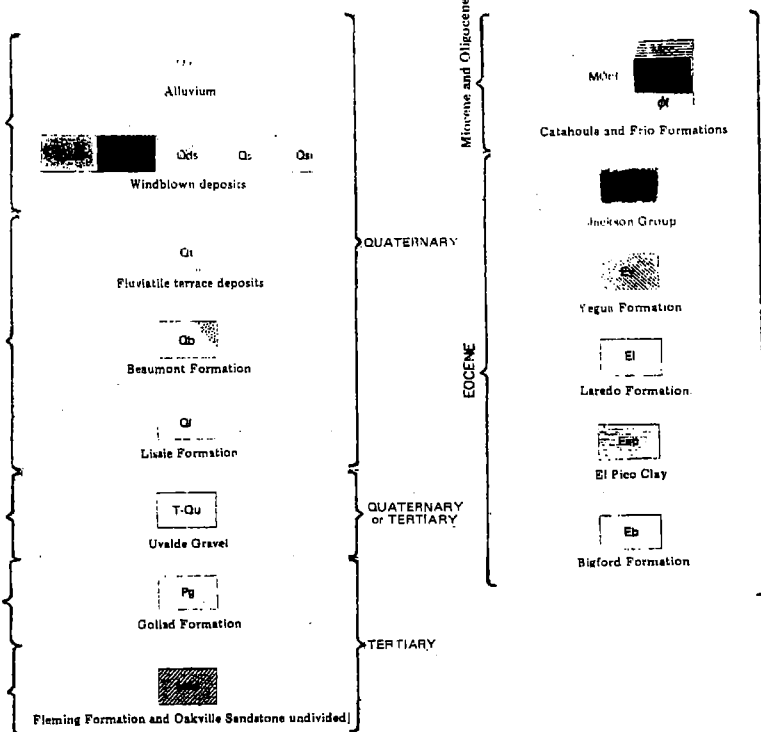 Alluvium
Qds Qs Qsi
Windblown deposits
Qt
Fluviatile terrace deposits
Qb
Beaumont Formation
Ql
Lissie Formation
QUATERNARY
T-Qu
Uvalde Gravel
QUATERNARY
or TERTIARY
Pg
Goliad Formation
TERTIARY
Fleming Formation and Oakville Sandstone undivided
Miocene and Oligocene
Catahoula and Frio Formations
Jackson Group
Ey
Yegua Formation
El
Laredo Formation
Eep
El Pico Clay
Eb
Bigford Formation
EOCENE